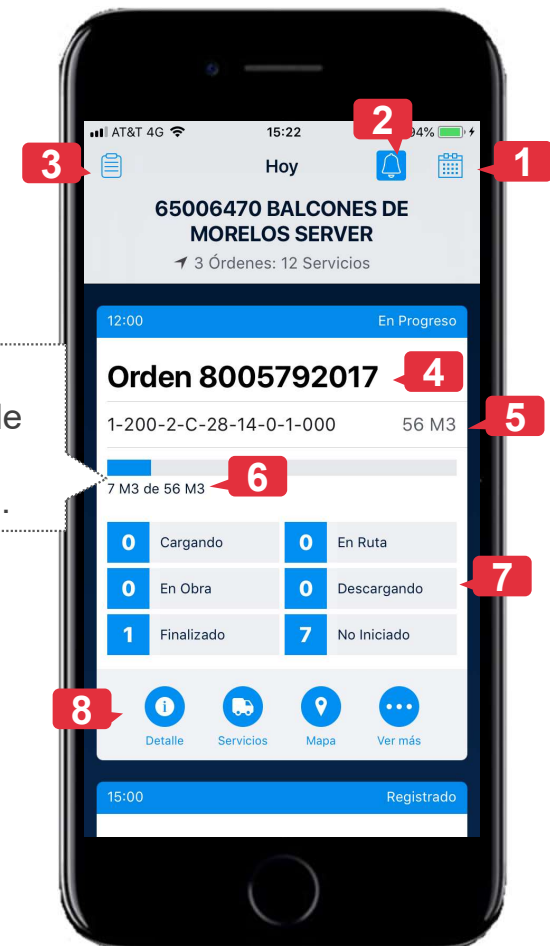 AT&T 4G 15:22 94%
2
3
Hoy
1
65006470 BALCONES DE
MORELOS SERVER
3 Órdenes: 12 Servicios
12:00 En Progreso
Orden 8005792017
4
1-200-2-C-28-14-0-1-000 56 M3
5
7 M3 de 56 M3
6
0 Cargando 0 En Ruta
0 En Obra 0 Descargando
7
1 Finalizado 7 No Iniciado
8
Detalle Servicios Mapa Ver más
15:00 Registrado